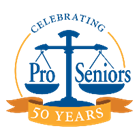 CELEBRATING
Pro Seniors
50 YEARS